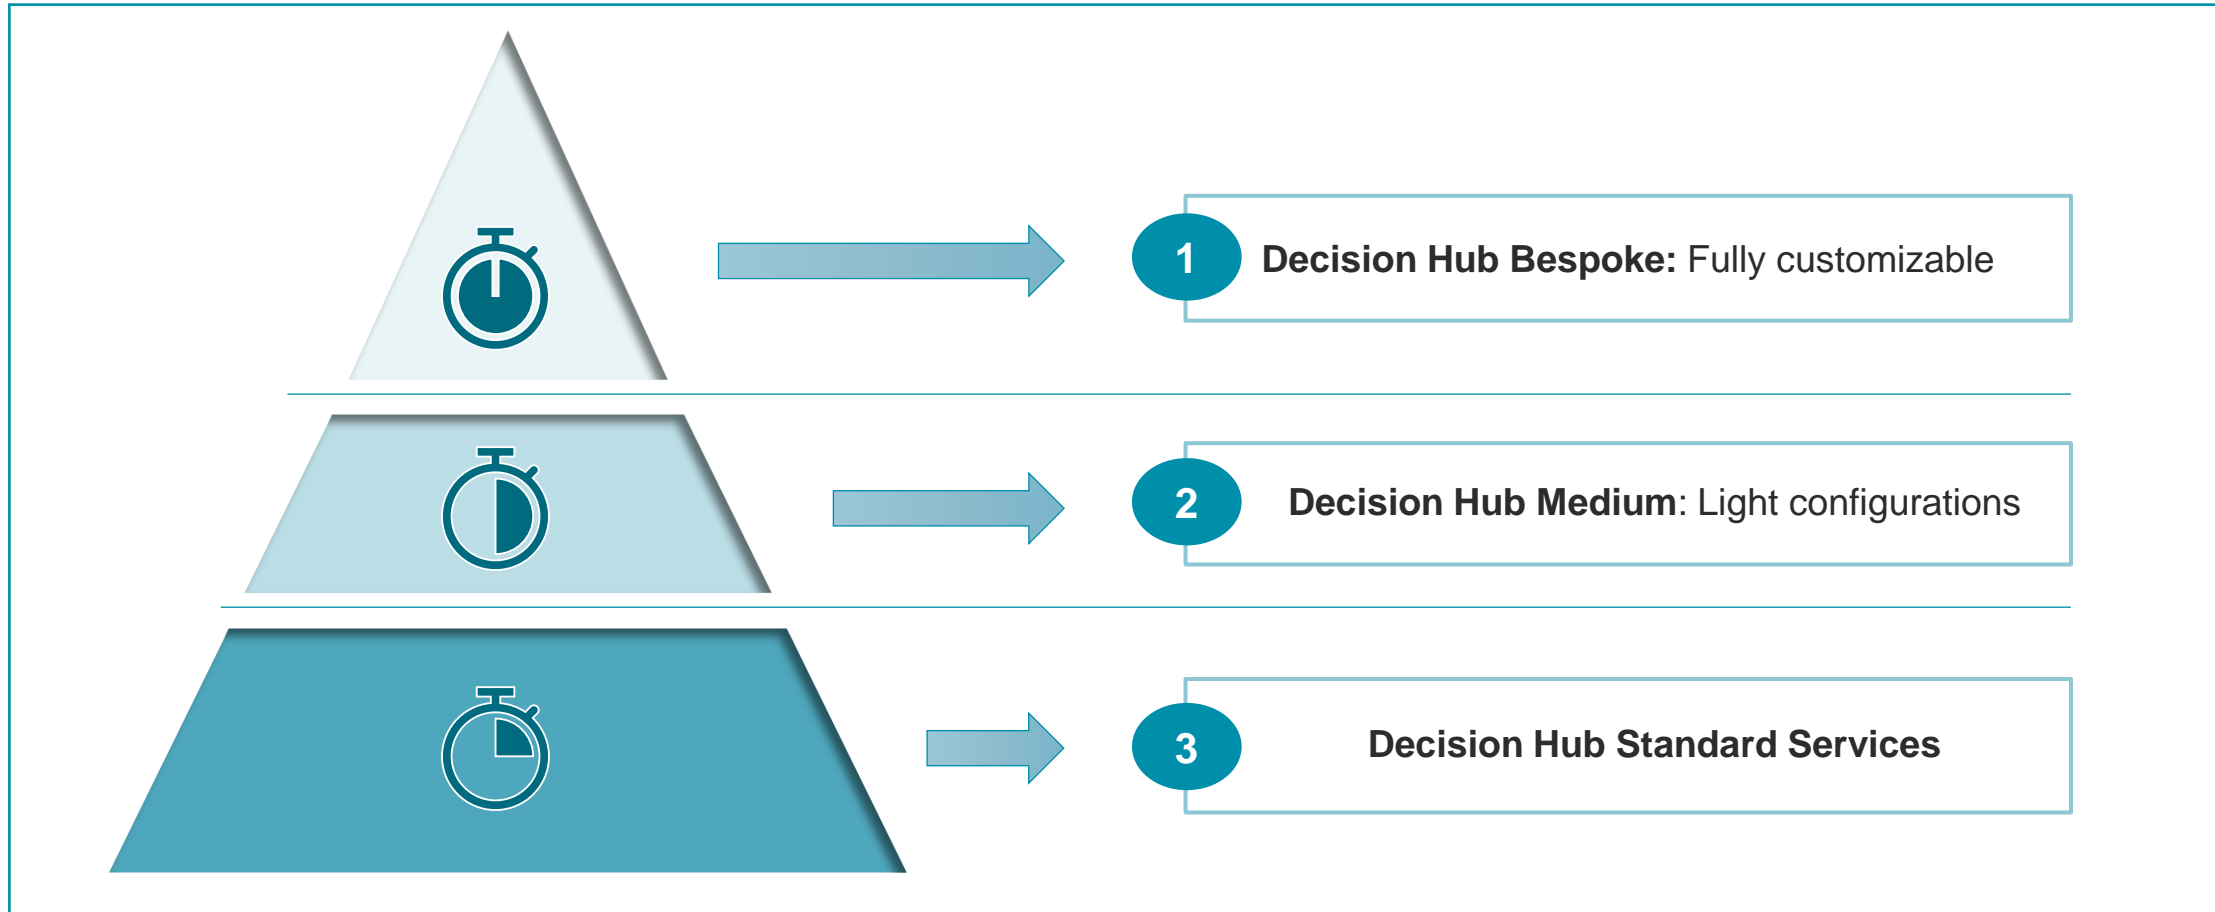 1
Decision Hub Bespoke: Fully customizable
2
Decision Hub Medium: Light configurations
3
Decision Hub Standard Services